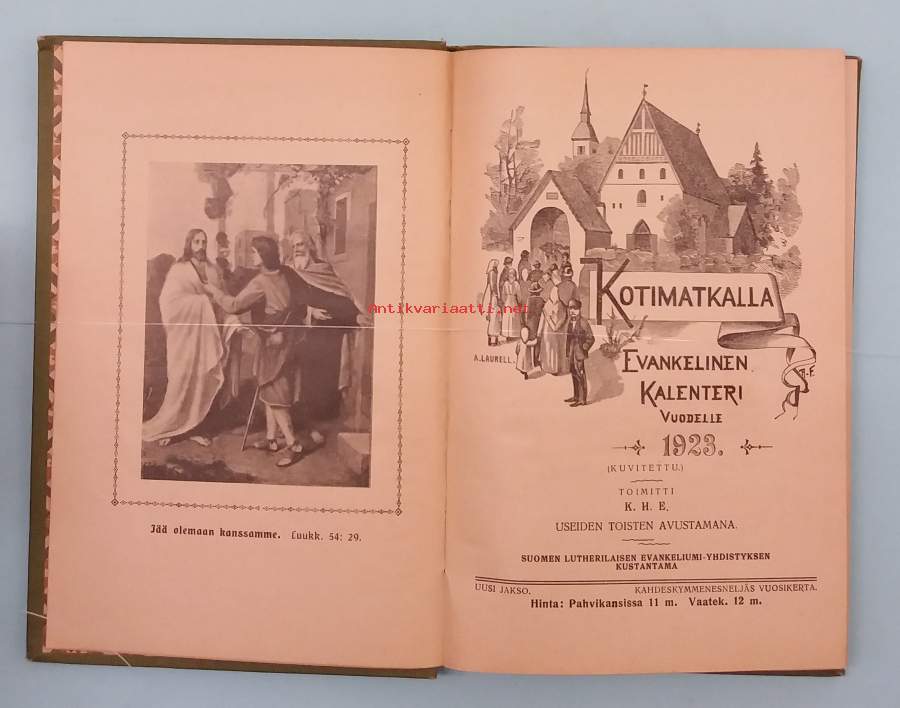 Jää olemaan kanssamme. Luukk. 54: 29.
Antikvariaatti.net
A. LAURELL.
KOTIMATKALLA
EVANKELINEN
KALENTERI
VUODELLE
1923.
(KUVITETTU.)
TOIMITTI
K. H. E.
USEIDEN TOISTEN AVUSTAMANA.
SUOMEN LUTHERILAISEN EVANKELIUMI-YHDISTYKSEN
KUSTANTAMA
UUSI JAKSO. KAHDESKYMMENESNELJÄS VUOSIKERTA.
Hinta: Pahvikansissa 11 m. Vaatek. 12 m.